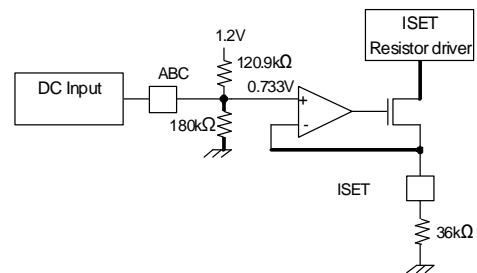 ISET
Resistor driver
1.2V
120.9kΩ
ABC
DC Input
0.733V
+
-
180kΩ
ISET
36kΩ